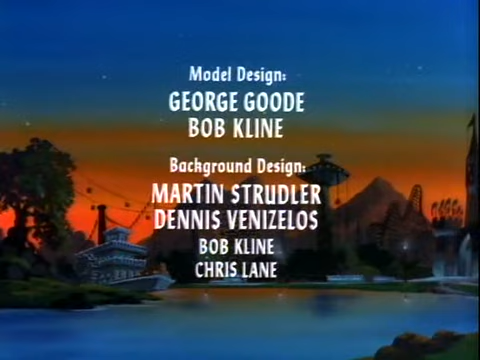 Model Design:
GEORGE GOODE
BOB KLINE
Background Design:
MARTIN STRUDLER
DENNIS VENIZELOS
BOB KLINE
CHRIS LANE